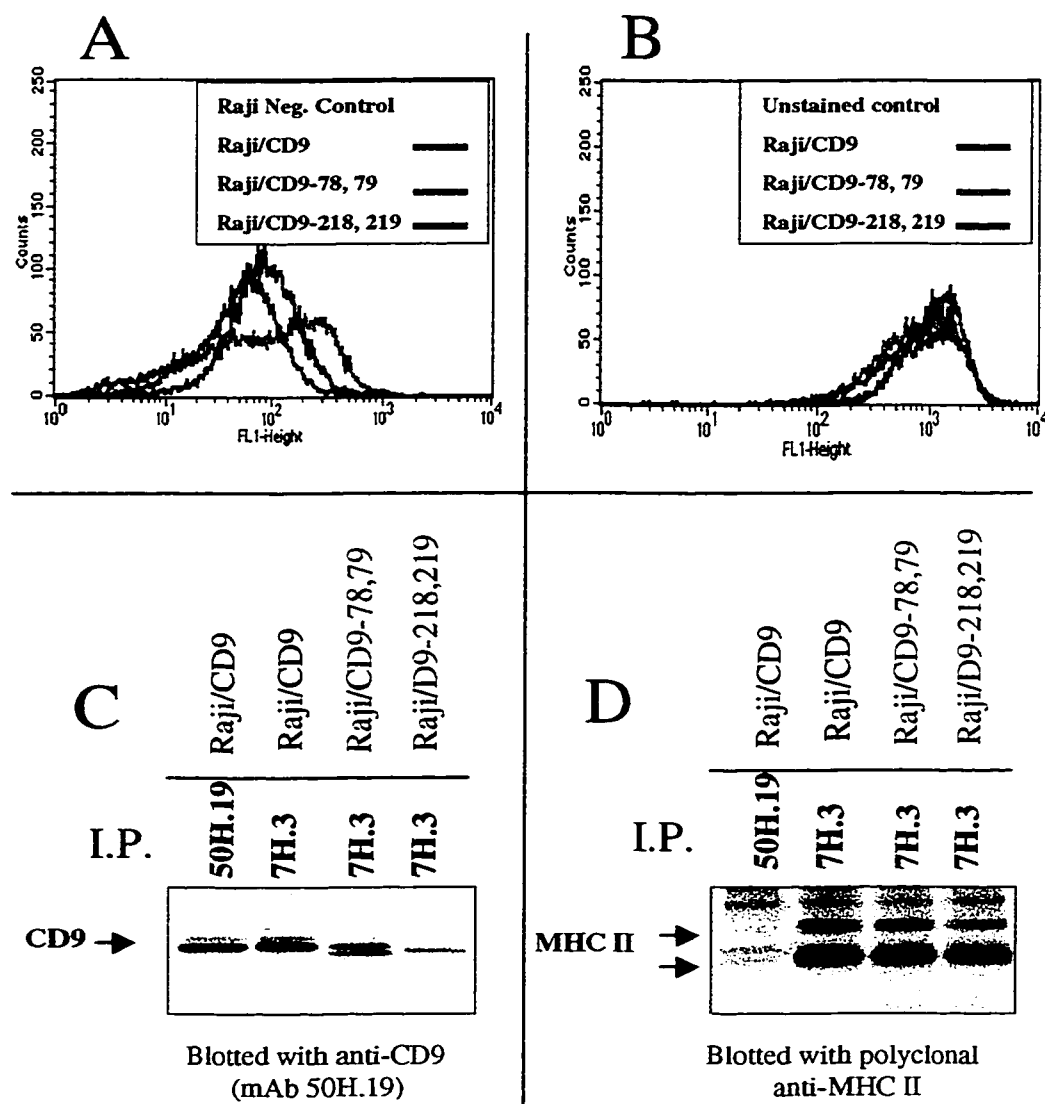 A
250
200
150
100
50
0
Counts
Raji Neg. Control
Raji/CD9
Raji/CD9-78, 79
Raji/CD9-218, 219
10^0
10^1
10^2
10^3
10^4
FL1-Height
B
250
200
150
100
50
0
Counts
Unstained control
Raji/CD9
Raji/CD9-78, 79
Raji/CD9-218, 219
10^0
10^1
10^2
10^3
10^4
FL1-Height
C
Raji/CD9
Raji/CD9
Raji/CD9-78,79
Raji/D9-218,219
I.P.
50H.19
7H.3
7H.3
7H.3
CD9
Blotted with anti-CD9
(mAb 50H.19)
D
Raji/CD9
Raji/CD9
Raji/CD9-78,79
Raji/D9-218,219
I.P.
50H.19
7H.3
7H.3
7H.3
MHC II
Blotted with polyclonal
anti-MHC II